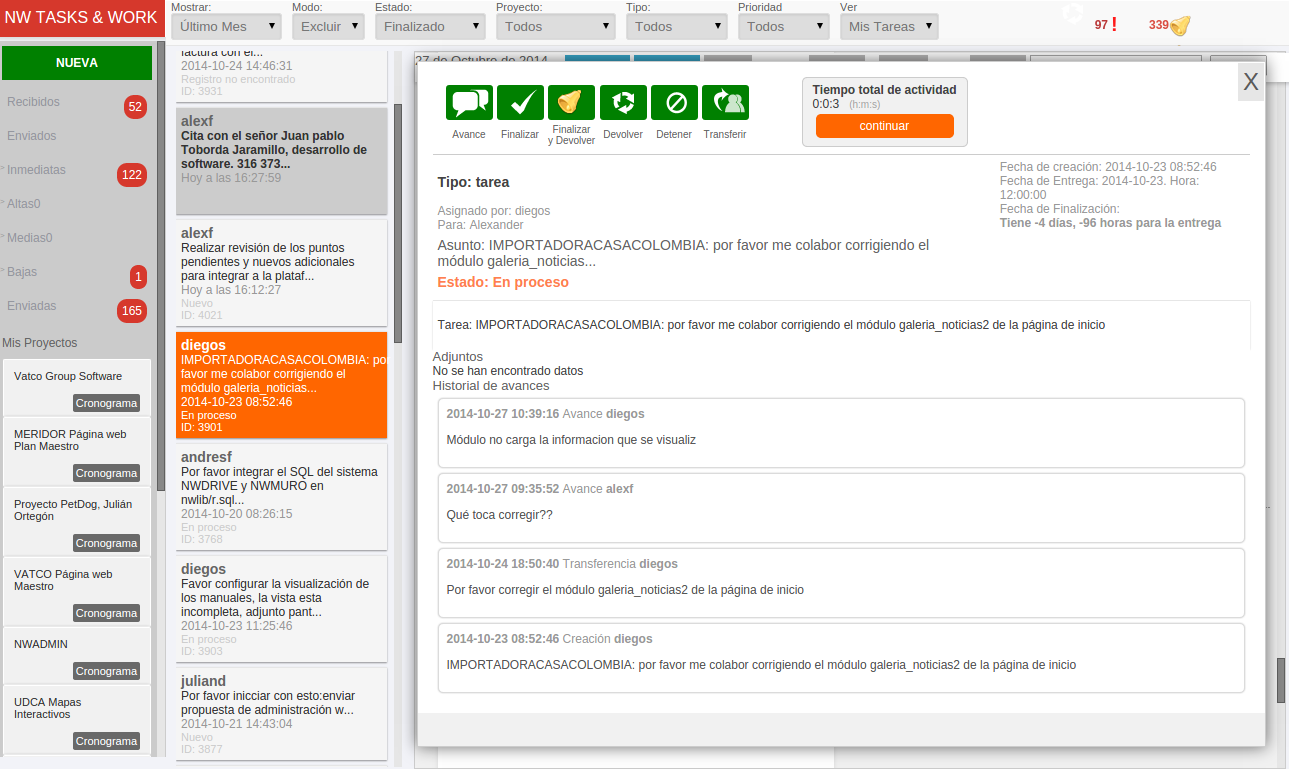 NW TASKS & WORK
Mostrar:
Último Mes
Modo:
Excluir
Estado:
Finalizado
Proyecto:
Todos
Tipo:
Todos
Prioridad
Todos
Ver
Mis Tareas
97 !
339
NUEVA
Recibidos 52
Enviados
Inmediatas 122
Altas0
Medias0
Bajas 1
Enviadas 165
Mis Proyectos
Vatco Group Software
Cronograma
MERIDOR Página web
Plan Maestro
Cronograma
Proyecto PetDog, Julián
Ortegón
Cronograma
VATCO Página web
Maestro
Cronograma
NWADMIN
Cronograma
UDCA Mapas
Interactivos
Cronograma
factura con el...
2014-10-24 14:46:31
Registro no encontrado
ID: 3931
alexf
Cita con el señor Juan pablo
Toborda Jaramillo, desarrollo de
software. 316 373...
Hoy a las 16:27:59
alexf
Realizar revisión de los puntos
pendientes y nuevos adicionales
para integrar a la plataf...
Hoy a las 16:12:27
Nuevo
ID: 4021
diegos
IMPORTADORACASACOLOMBIA: po
favor me colabor corrigiendo el
módulo galeria_noticias...
2014-10-23 08:52:46
En proceso
ID: 3901
andresf
Por favor integrar el SQL del sistema
NWDRIVE y NWMURO en
nwlib/r.sql...
2014-10-20 08:26:15
En proceso
ID: 3768
diegos
Favor configurar la visualización de
los manuales, la vista esta
incompleta, adjunto pant...
2014-10-23 11:25:46
En proceso
ID: 3903
juliand
Por favor inicciar con esto:enviar
propuesta de administración w...
2014-10-21 14:43:04
Nuevo
ID: 3877
27 de Octubre de 2014
X
Avance
Finalizar
Finalizar
y Devolver
Devolver
Detener
Transferir
Tiempo total de actividad
0:0:3 (h:m:s)
continuar
Tipo: tarea
Asignado por: diegos
Para: Alexander
Asunto: IMPORTADORACASACOLOMBIA: por favor me colabor corrigiendo el
módulo galeria_noticias...
Estado: En proceso
Fecha de creación: 2014-10-23 08:52:46
Fecha de Entrega: 2014-10-23. Hora:
12:00:00
Fecha de Finalización:
Tiene -4 días, -96 horas para la entrega
Tarea: IMPORTADORACASACOLOMBIA: por favor me colabor corrigiendo el módulo galeria_noticias2 de la página de inicio
Adjuntos
No se han encontrado datos
Historial de avances
2014-10-27 10:39:16 Avance diegos
Módulo no carga la informacion que se visualiz
2014-10-27 09:35:52 Avance alexf
Qué toca corregir??
2014-10-24 18:50:40 Transferencia diegos
Por favor corregir el módulo galeria_noticias2 de la página de inicio
2014-10-23 08:52:46 Creación diegos
IMPORTADORACASACOLOMBIA: por favor me colabor corrigiendo el módulo galeria_noticias2 de la página de inicio